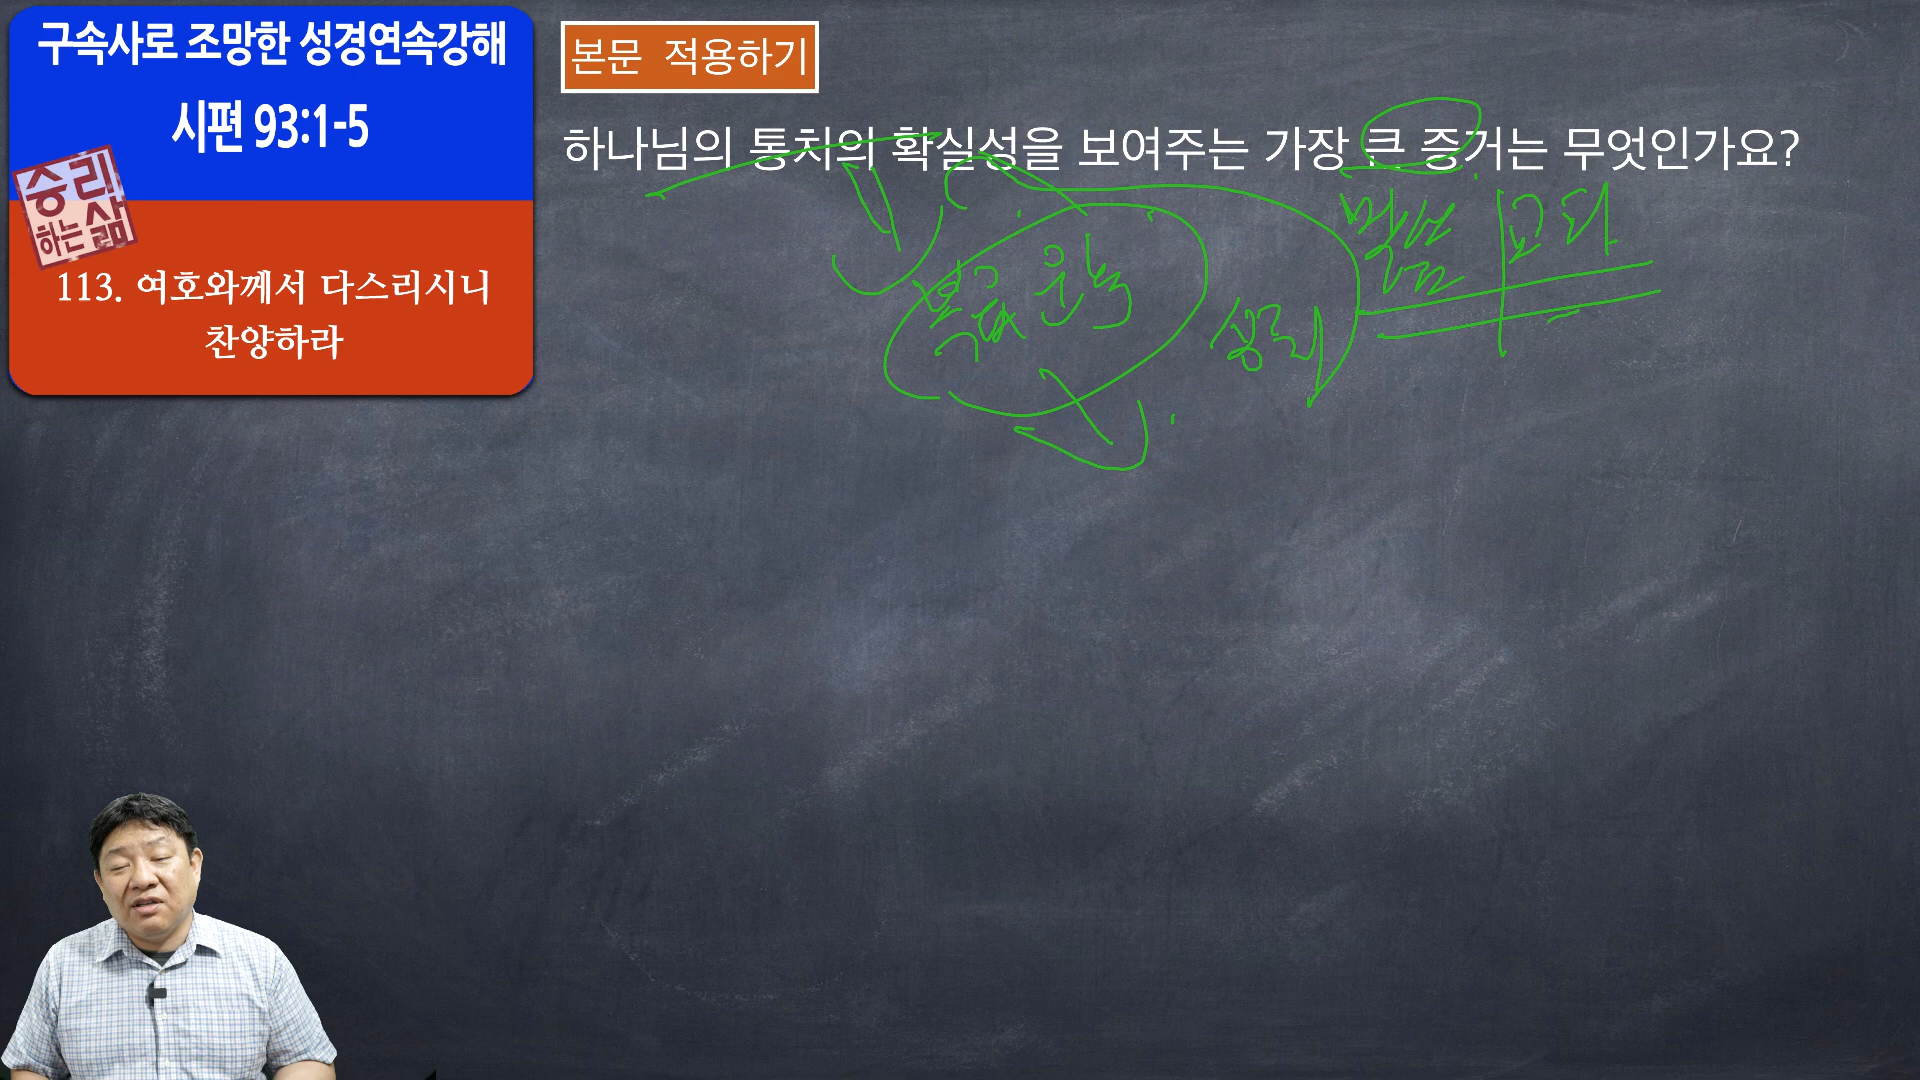 구속사로 조망한 성경연속강해
시편 93:1-5
승리
하는 삶
113. 여호와께서 다스리시니
찬양하라
본문 적용하기
하나님의 통치의 확실성을 보여주는 가장 큰 증거는 무엇인가요?
말씀 교회
성리